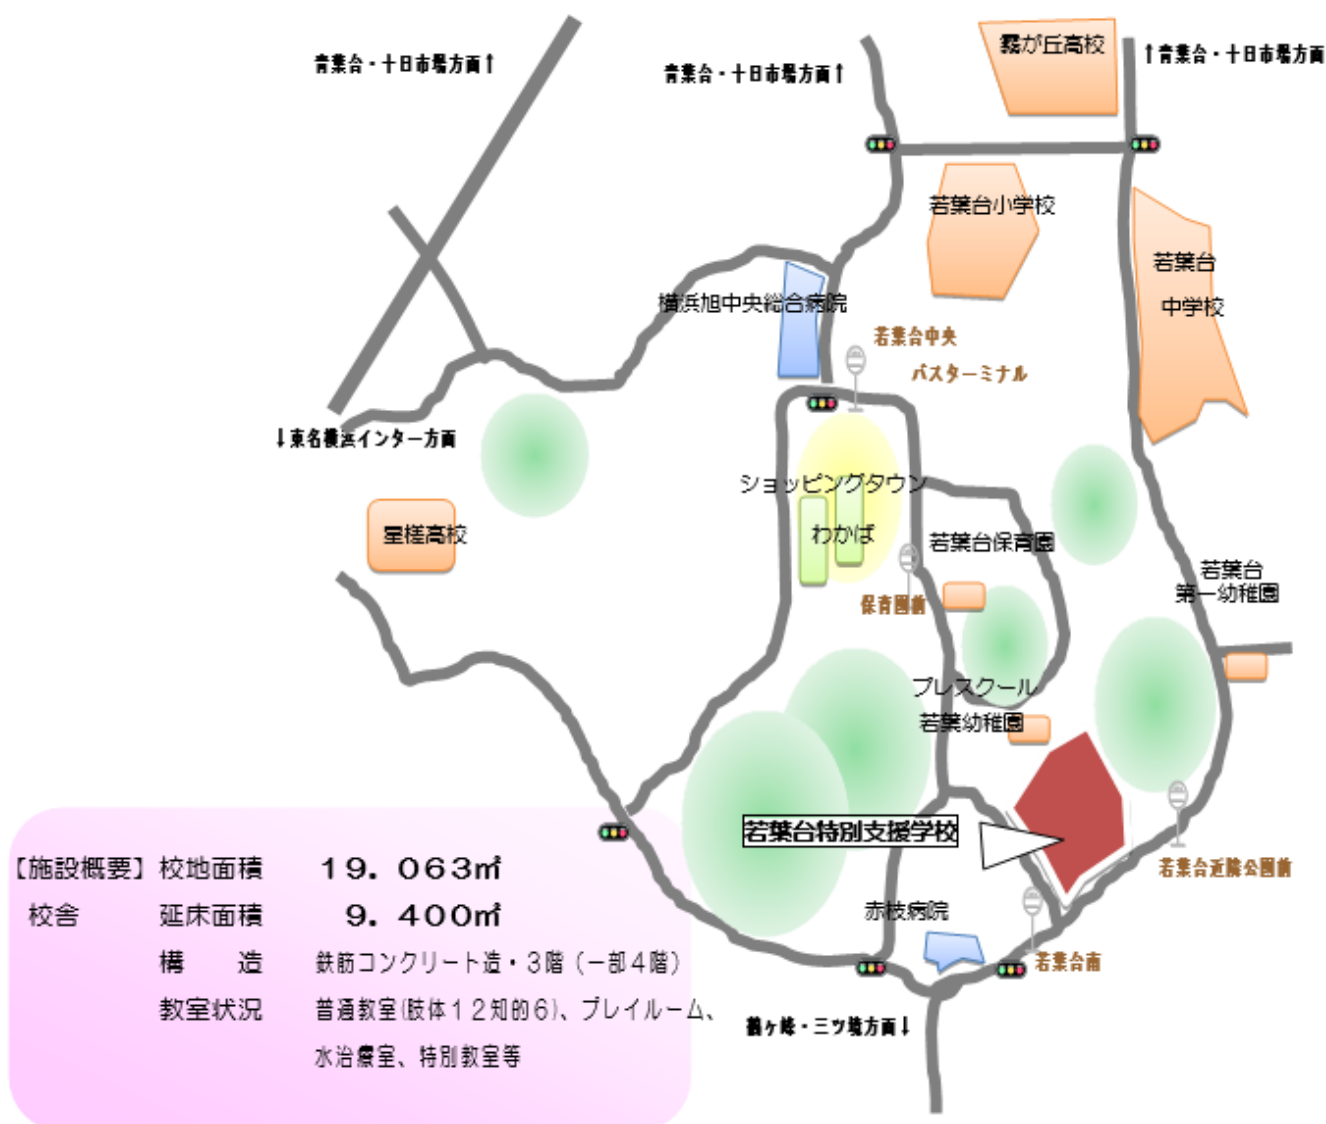 青葉台・十日市場方面↑
青葉台・十日市場方面↑
霧が丘高校
↑青葉台・十日市場方面
若葉台小学校
若葉台
中学校
横浜旭中央総合病院
若葉台中央
バスターミナル
↓東名横浜インター方面
ショッピングタウン
わかば
星槎高校
若葉台保育園
保育園前
若葉台
第一幼稚園
プレスクール
若葉幼稚園
若葉台特別支援学校
若葉台近隣公園前
赤枝病院
若葉台南
鶴ヶ峰・三ツ境方面↓
【施設概要】校地面積 １９．０６３㎡
校舎 延床面積 ９．４００㎡
構 造 鉄筋コンクリート造・３階（一部４階）
教室状況 普通教室(肢体１２知的６)、プレイルーム、
水治療室、特別教室等